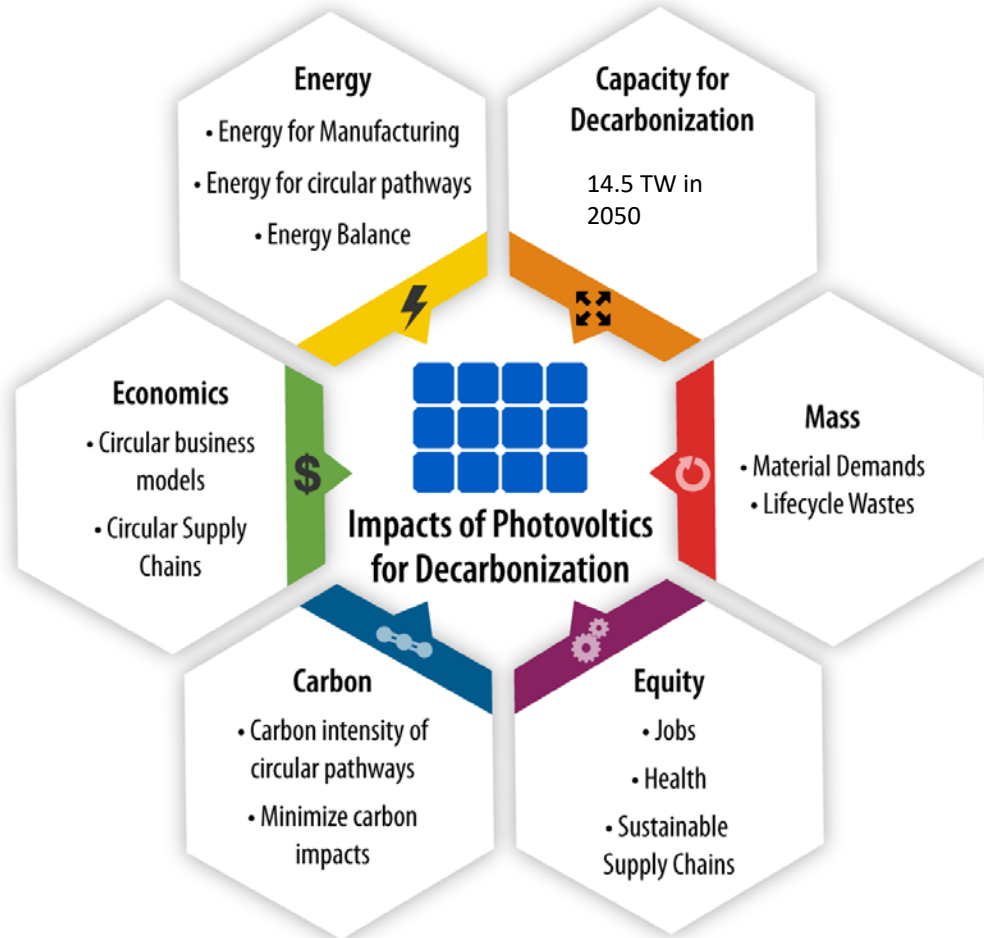 Energy
• Energy for Manufacturing
• Energy for circular pathways
• Energy Balance
Capacity for
Decarbonization
14.5 TW in
2050
Economics
• Circular business
models
• Circular Supply
Chains
$
Impacts of Photovoltics
for Decarbonization
Mass
• Material Demands
• Lifecycle Wastes
Carbon
• Carbon intensity of
circular pathways
• Minimize carbon
impacts
Equity
• Jobs
• Health
• Sustainable
Supply Chains